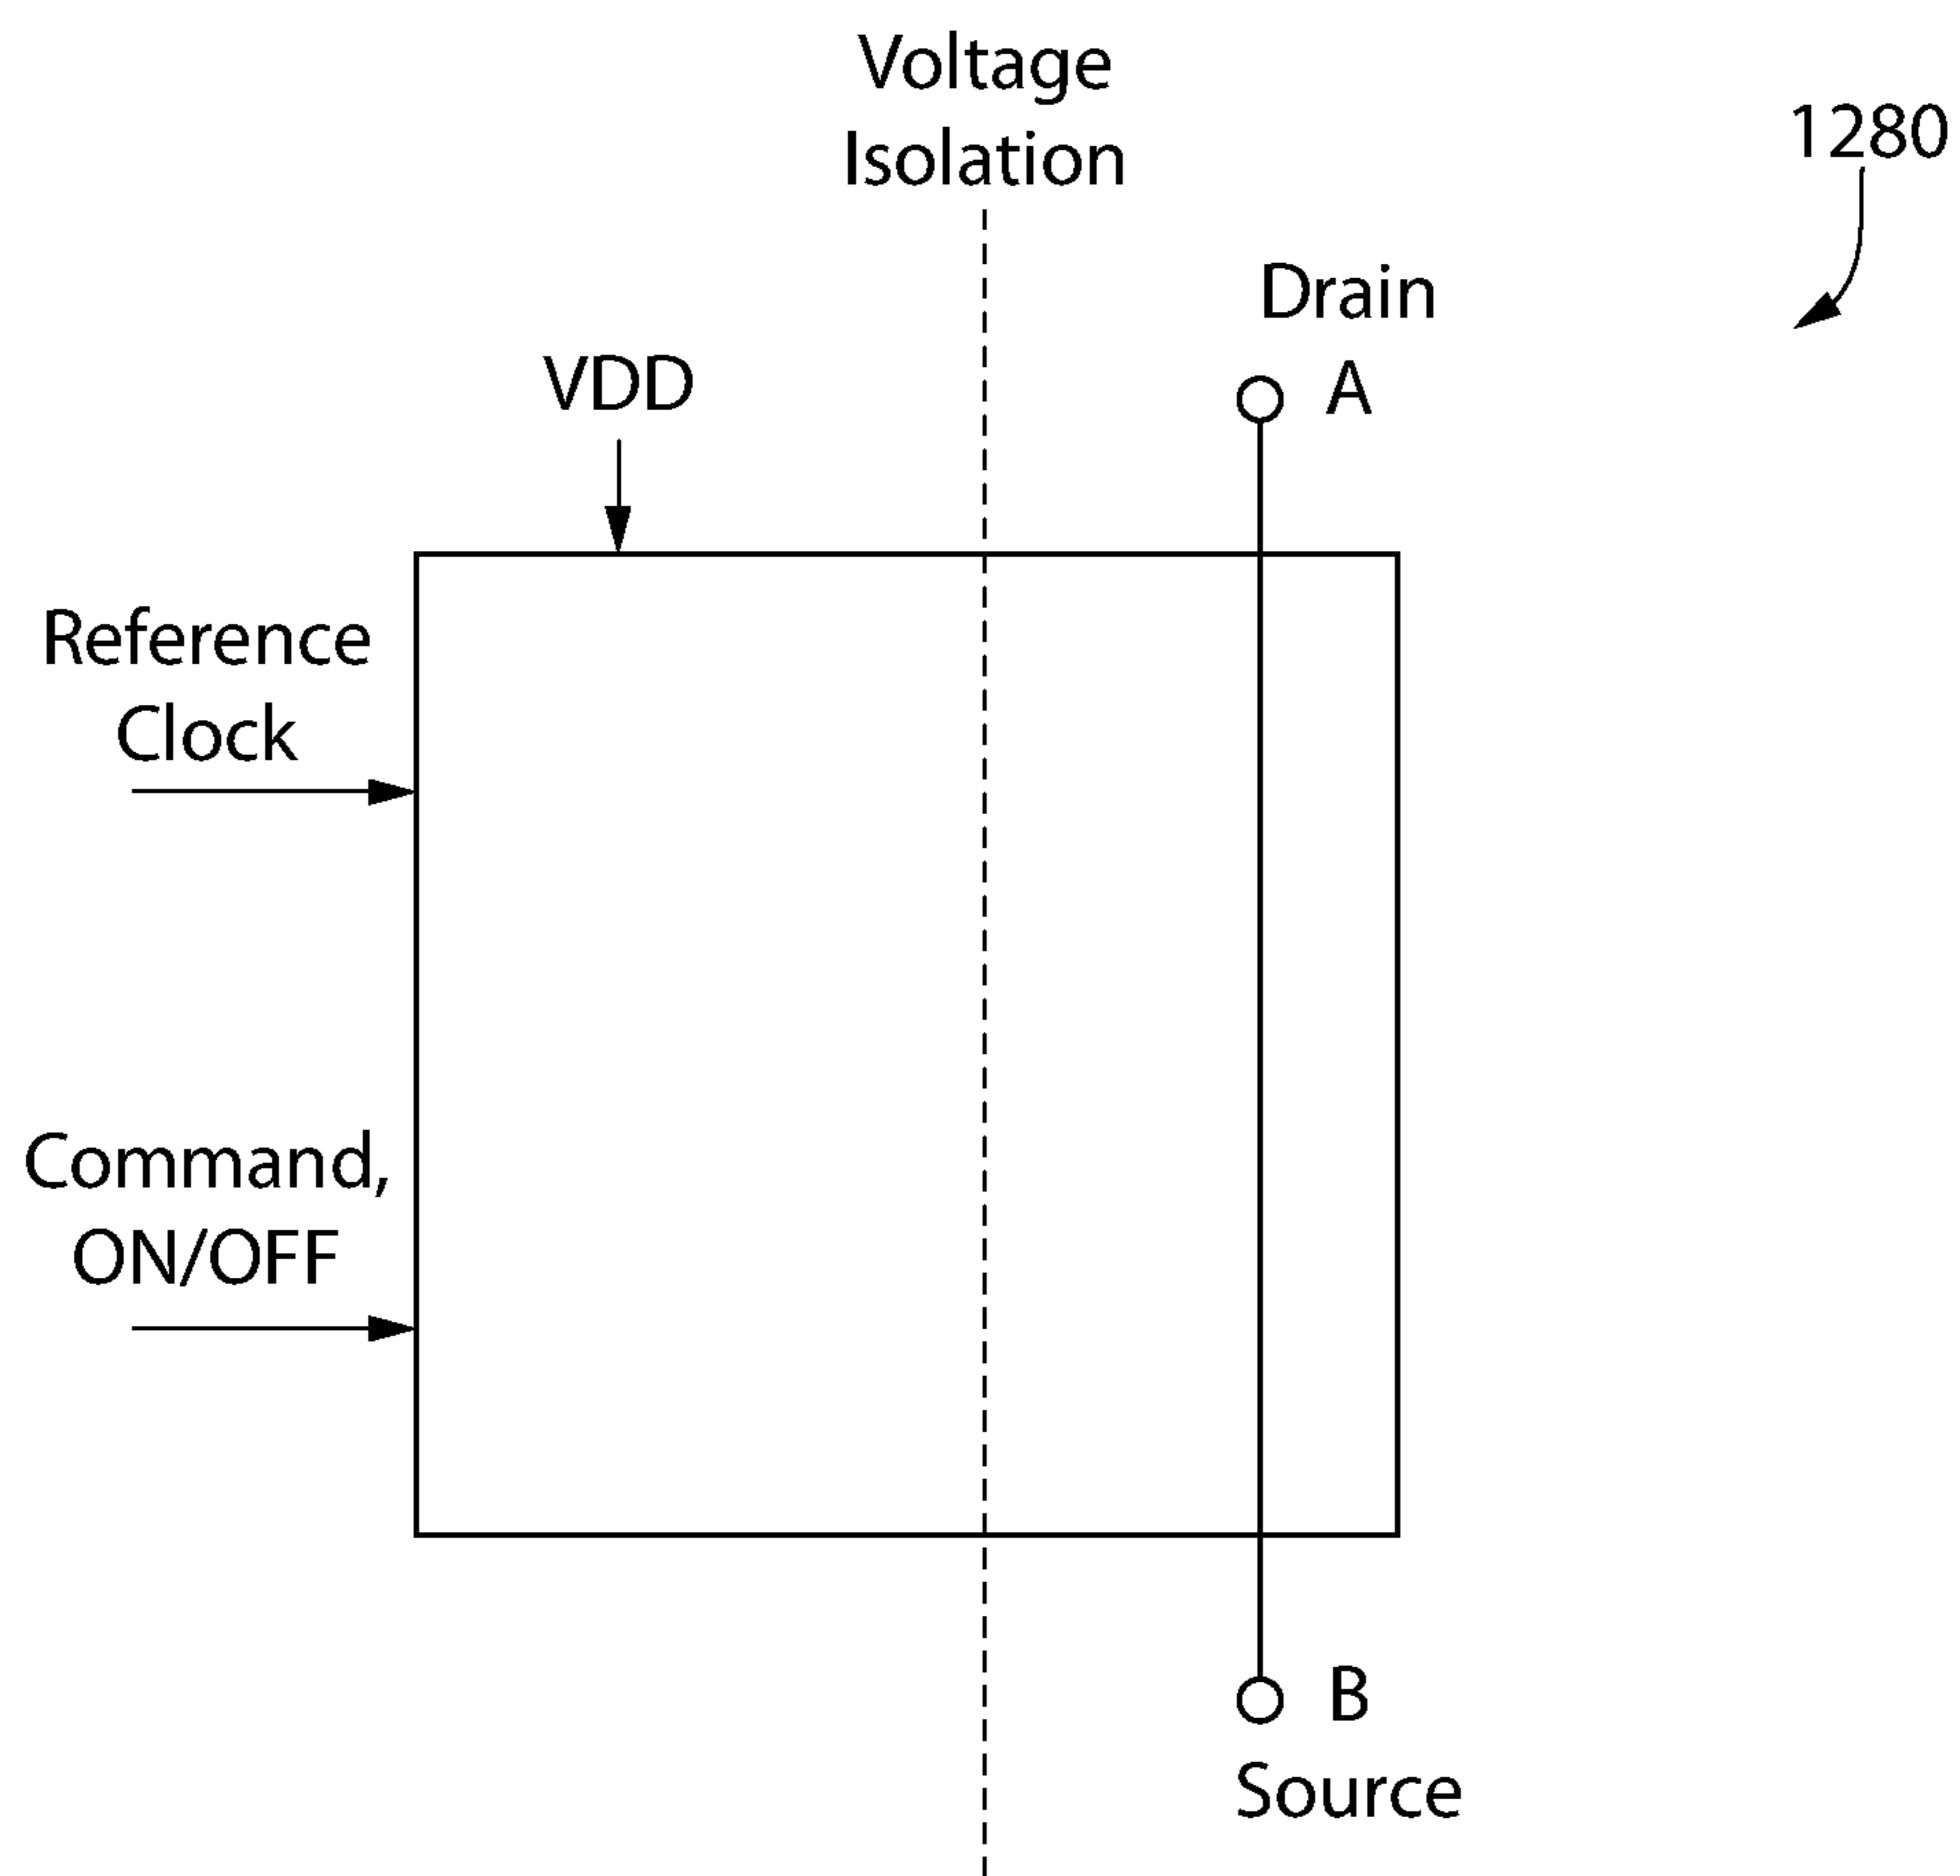 Voltage
Isolation
1280
Drain
A
VDD
Reference
Clock
Command,
ON/OFF
B
Source